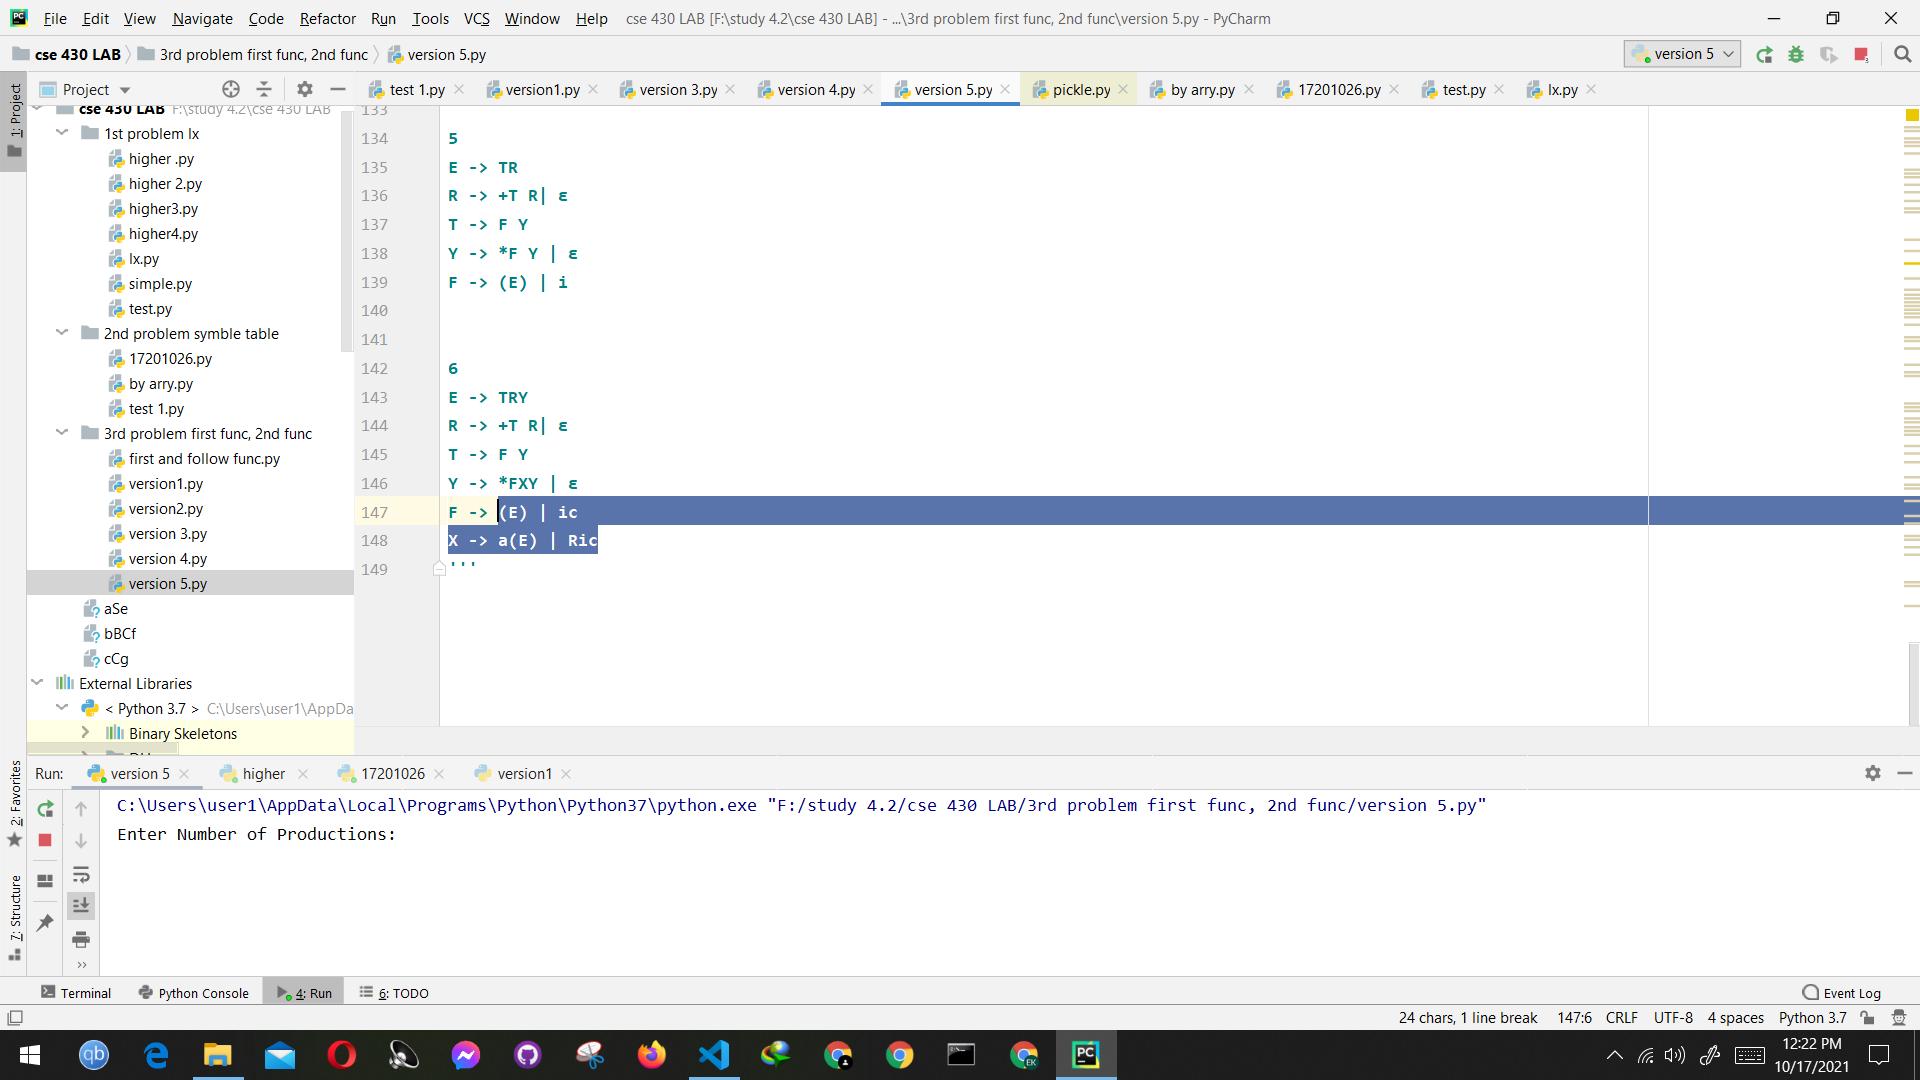 File Edit View Navigate Code Refactor Run Tools VCS Window Help cse 430 LAB [F:\study 4.2\cse 430 LAB] - ...\3rd problem first func, 2nd func\version 5.py - PyCharm
cse 430 LAB 3rd problem first func, 2nd func version 5.py version 5
Project test 1.py version1.py version 3.py version 4.py version 5.py pickle.py by arry.py 17201026.py test.py lx.py
1: Project
cse 430 LAB F:\study 4.2\cse 430 LAB
1st problem lx
higher .py
higher 2.py
higher3.py
higher4.py
lx.py
simple.py
test.py
2nd problem symble table
17201026.py
by arry.py
test 1.py
3rd problem first func, 2nd func
first and follow func.py
version1.py
version2.py
version 3.py
version 4.py
version 5.py
aSe
bBCf
cCg
External Libraries
< Python 3.7 > C:\Users\user1\AppDa
Binary Skeletons
133
134 5
135 E -> TR
136 R -> +T R| ε
137 T -> F Y
138 Y -> *F Y | ε
139 F -> (E) | i
140
141
142 6
143 E -> TRY
144 R -> +T R| ε
145 T -> F Y
146 Y -> *FXY | ε
147 F -> (E) | ic
148 X -> a(E) | Ric
149 '''
2: Favorites
7: Structure
Run: version 5 higher 17201026 version1
C:\Users\user1\AppData\Local\Programs\Python\Python37\python.exe "F:/study 4.2/cse 430 LAB/3rd problem first func, 2nd func/version 5.py"
Enter Number of Productions:
Terminal Python Console 4: Run 6: TODO Event Log
24 chars, 1 line break 147:6 CRLF UTF-8 4 spaces Python 3.7
qb EK PC
12:22 PM
10/17/2021